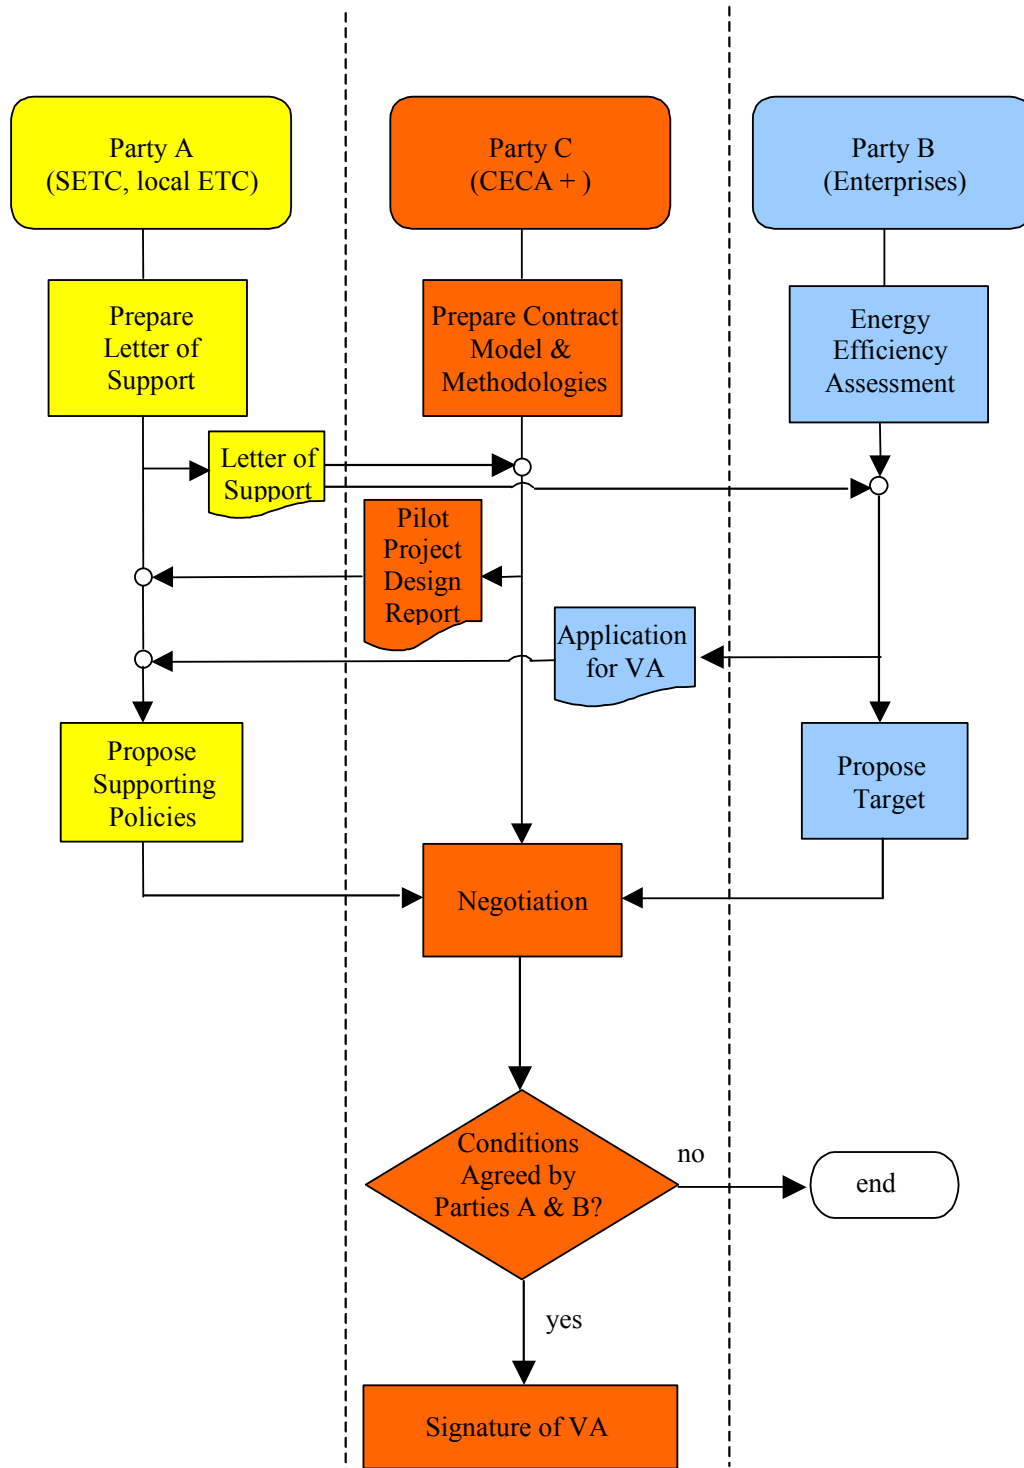 Party A
(SETC, local ETC)
Party C
(CECA + )
Party B
(Enterprises)
Prepare
Letter of
Support
Prepare Contract
Model &
Methodologies
Energy
Efficiency
Assessment
Letter of
Support
Pilot
Project
Design
Report
Application
for VA
Propose
Supporting
Policies
Propose
Target
Negotiation
Conditions
Agreed by
Parties A & B?
no
end
yes
Signature of VA